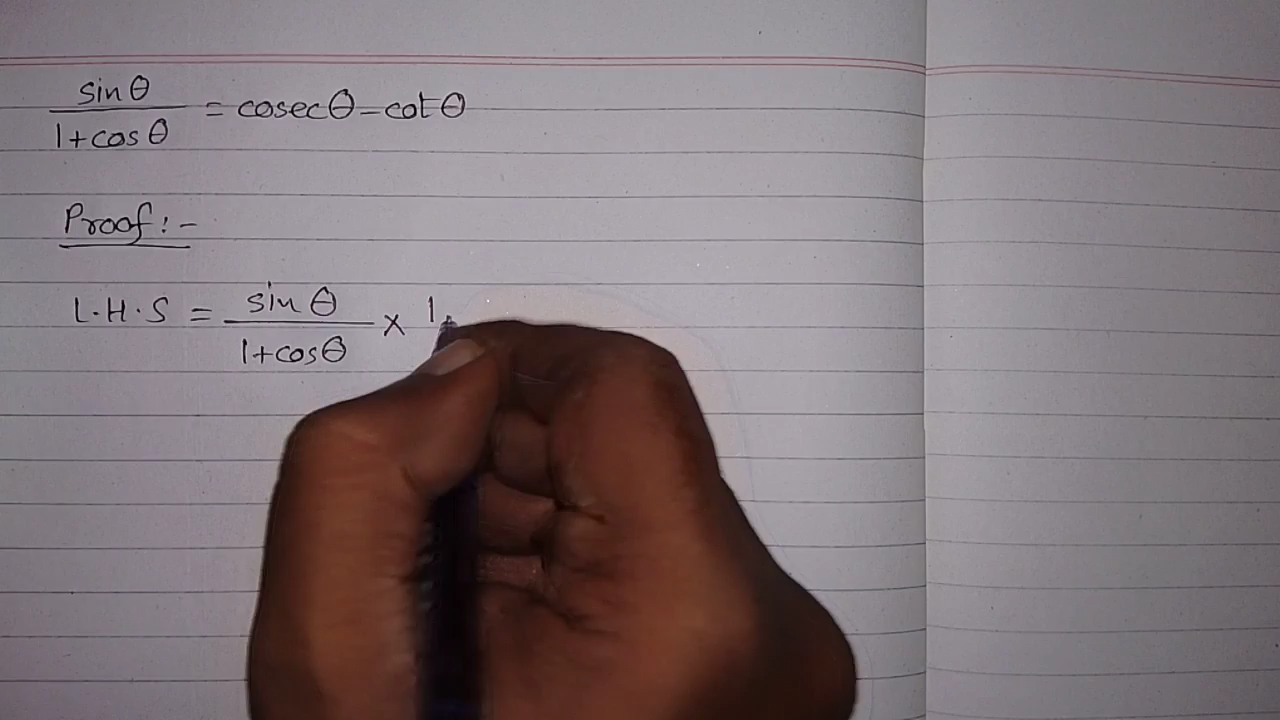 sinθ
1+cosθ = cosecθ - cotθ
Proof :-
L.H.S = sinθ × 1
1+cosθ